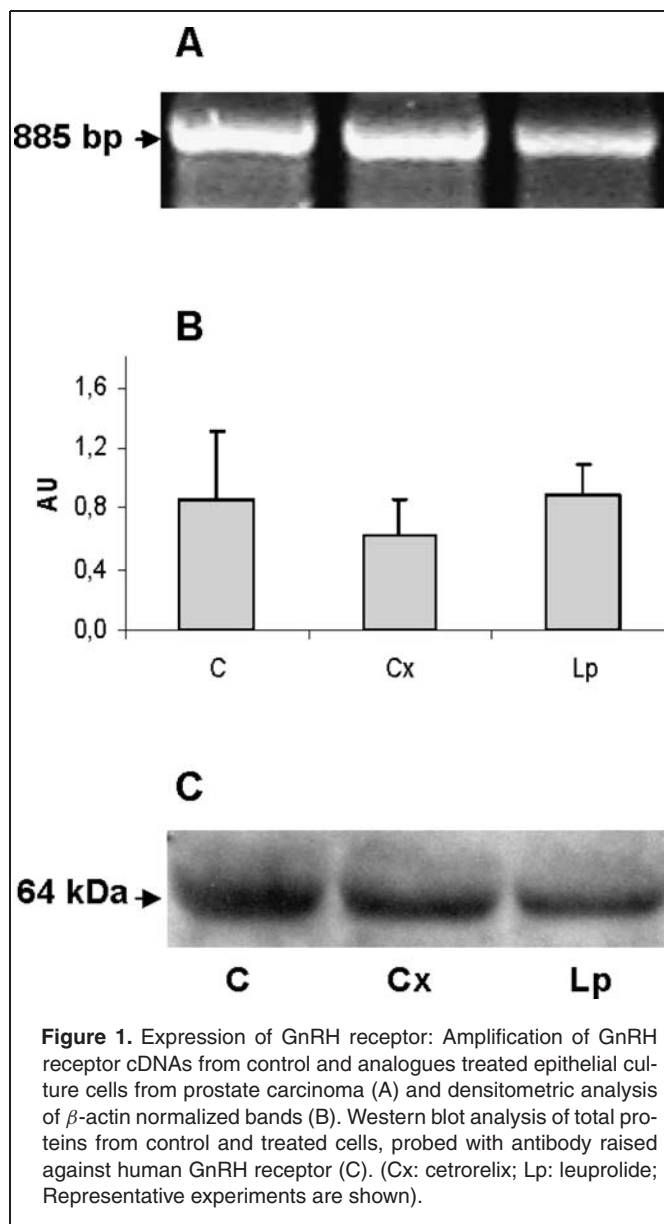 A
885 bp
B
1,6
1,2
0,8
0,4
0,0
AU
C
Cx
Lp
C
64 kDa
C
Cx
Lp
Figure 1. Expression of GnRH receptor: Amplification of GnRH
receptor cDNAs from control and analogues treated epithelial cul-
ture cells from prostate carcinoma (A) and densitometric analysis
of β-actin normalized bands (B). Western blot analysis of total pro-
teins from control and treated cells, probed with antibody raised
against human GnRH receptor (C). (Cx: cetrorelix; Lp: leuprolide;
Representative experiments are shown).